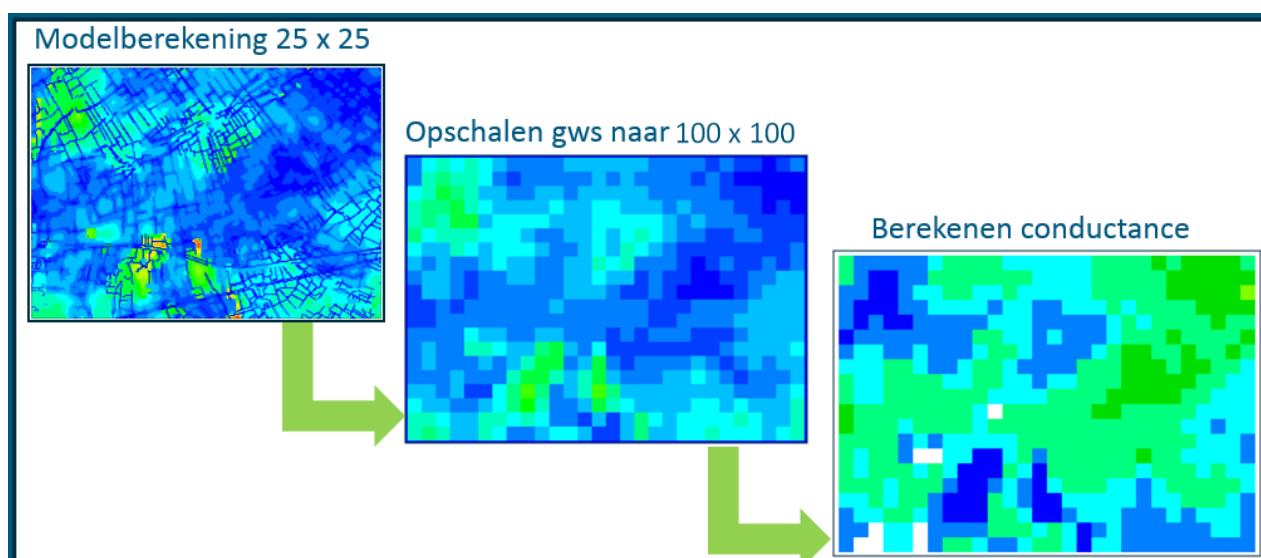 Modelberekening 25 x 25
Opschalen gws naar 100 x 100
Berekenen conductance